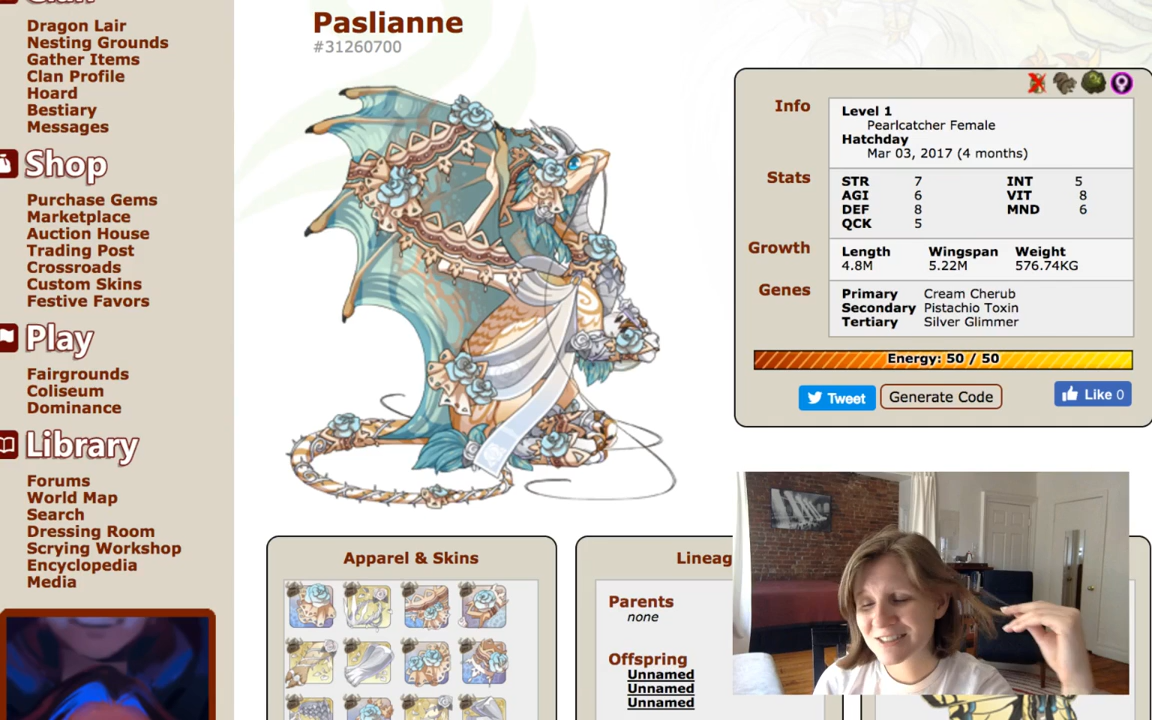 Dragon Lair
Nesting Grounds
Gather Items
Clan Profile
Hoard
Bestiary
Messages
Shop
Purchase Gems
Marketplace
Auction House
Trading Post
Crossroads
Custom Skins
Festive Favors
Play
Fairgrounds
Coliseum
Dominance
Library
Forums
World Map
Search
Dressing Room
Scrying Workshop
Encyclopedia
Media
Paslianne
#31260700
Info
Level 1
Pearlcatcher Female
Hatchday
Mar 03, 2017 (4 months)
Stats
STR 7 INT 5
AGI 6 VIT 8
DEF 8 MND 6
QCK 5
Growth
Length Wingspan Weight
4.8M 5.22M 576.74KG
Genes
Primary Cream Cherub
Secondary Pistachio Toxin
Tertiary Silver Glimmer
Energy: 50 / 50
Tweet Generate Code Like 0
Apparel & Skins
Lineag
Parents
none
Offspring
Unnamed
Unnamed
Unnamed